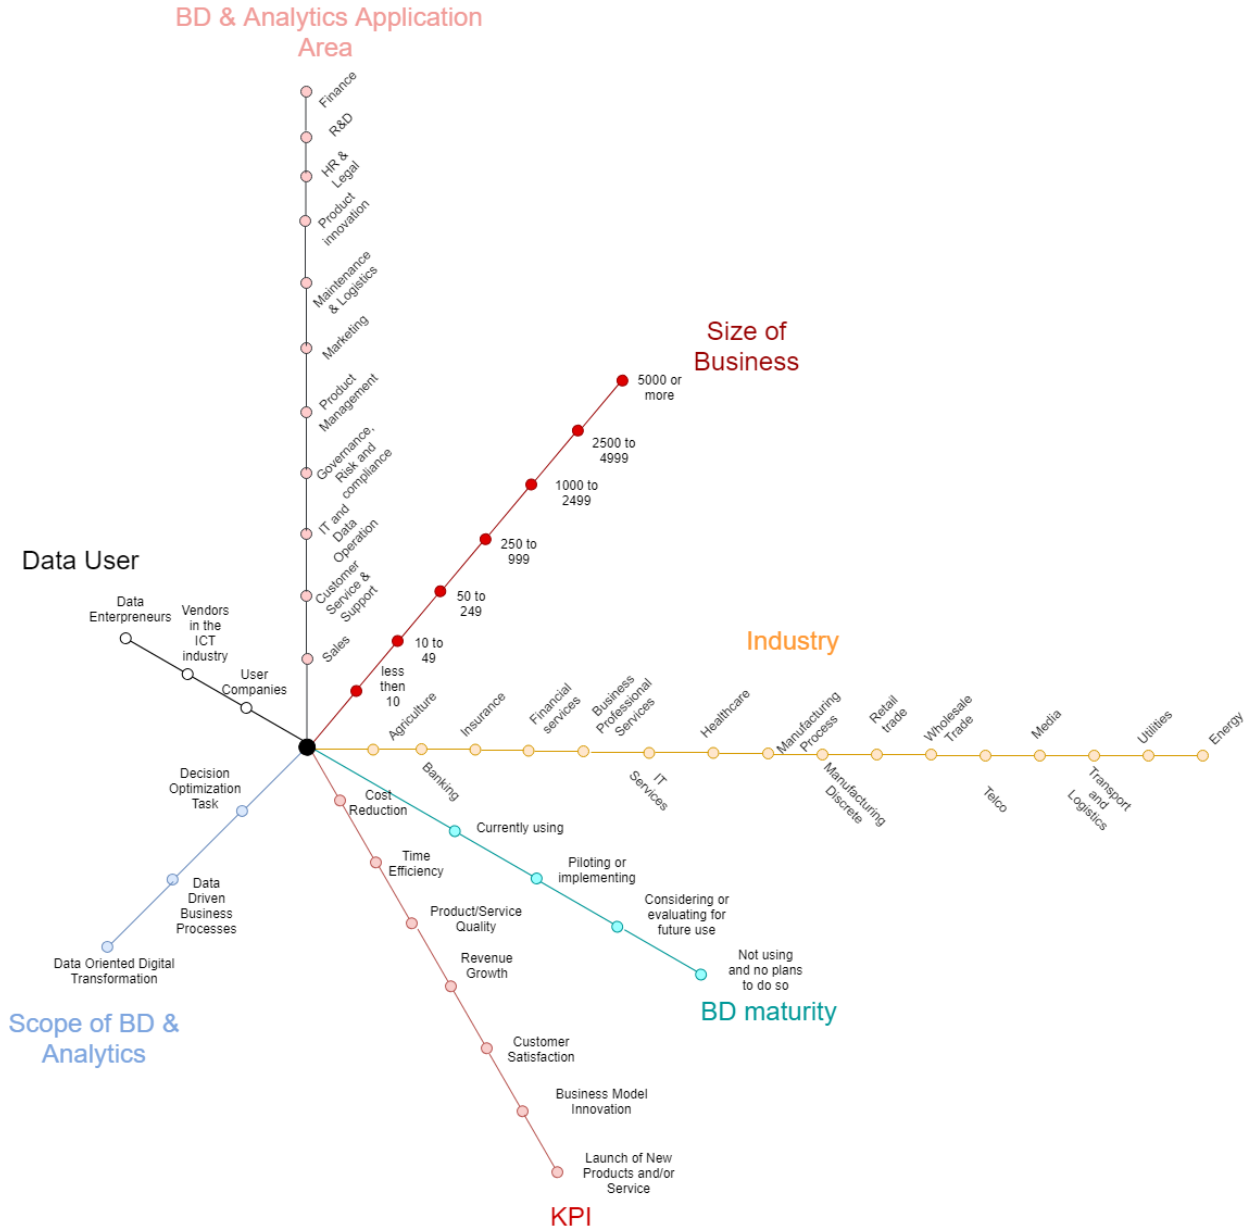 BD & Analytics Application
Area
Finance
R&D
HR &
Legal
Product
innovation
Maintenance
& Logistics
Marketing
Product
Management
Governance,
Risk and
compliance
IT and
Data
Operation
Customer
Service &
Support
Sales
Size of
Business
5000 or
more
2500 to
4999
1000 to
2499
250 to
999
50 to
249
10 to
49
less
then
10
Data User
Data
Enterpreneurs
Vendors
in the
ICT
industry
User
Companies
Industry
Agriculture
Banking
Insurance
Financial
services
Business
Professional
Services
IT
Services
Healthcare
Manufacturing
Process
Manufacturing
Discrete
Retail
trade
Wholesale
Trade
Telco
Media
Transport
and
Logistics
Utilities
Energy
Decision
Optimization
Task
Data
Driven
Business
Processes
Data Oriented Digital
Transformation
Scope of BD &
Analytics
Cost
Reduction
Time
Efficiency
Product/Service
Quality
Revenue
Growth
Customer
Satisfaction
Business Model
Innovation
Launch of New
Products and/or
Service
KPI
Currently using
Piloting or
implementing
Considering or
evaluating for
future use
Not using
and no plans
to do so
BD maturity